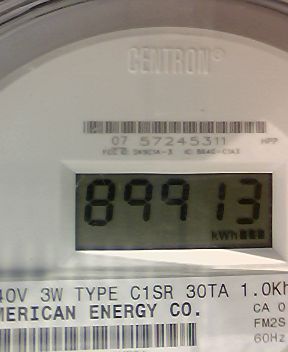 CENTRON®
07 57245311 HPP
89913
kWh
40V 3W TYPE C1SR 30TA 1.0Kh
MERICAN ENERGY CO. CA 0
FM2S
60Hz